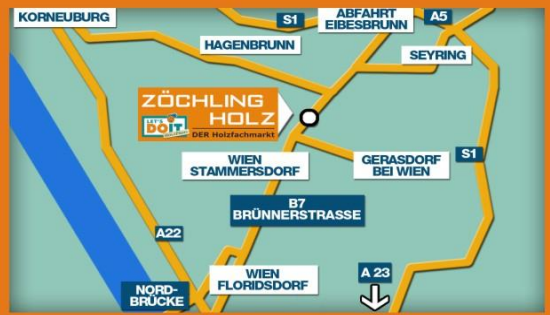 KORNEUBURG
S1
ABFAHRT
EIBESBRUNN
A5
HAGENBRUNN
SEYRING
ZÖCHLING
HOLZ
LET'S
DOIT
DER Holzfachmarkt
WIEN
STAMMERSDORF
GERASDORF
BEI WIEN
S1
B7
BRÜNNERSTRASSE
A22
WIEN
FLORIDSDORF
A 23
NORD-
BRÜCKE